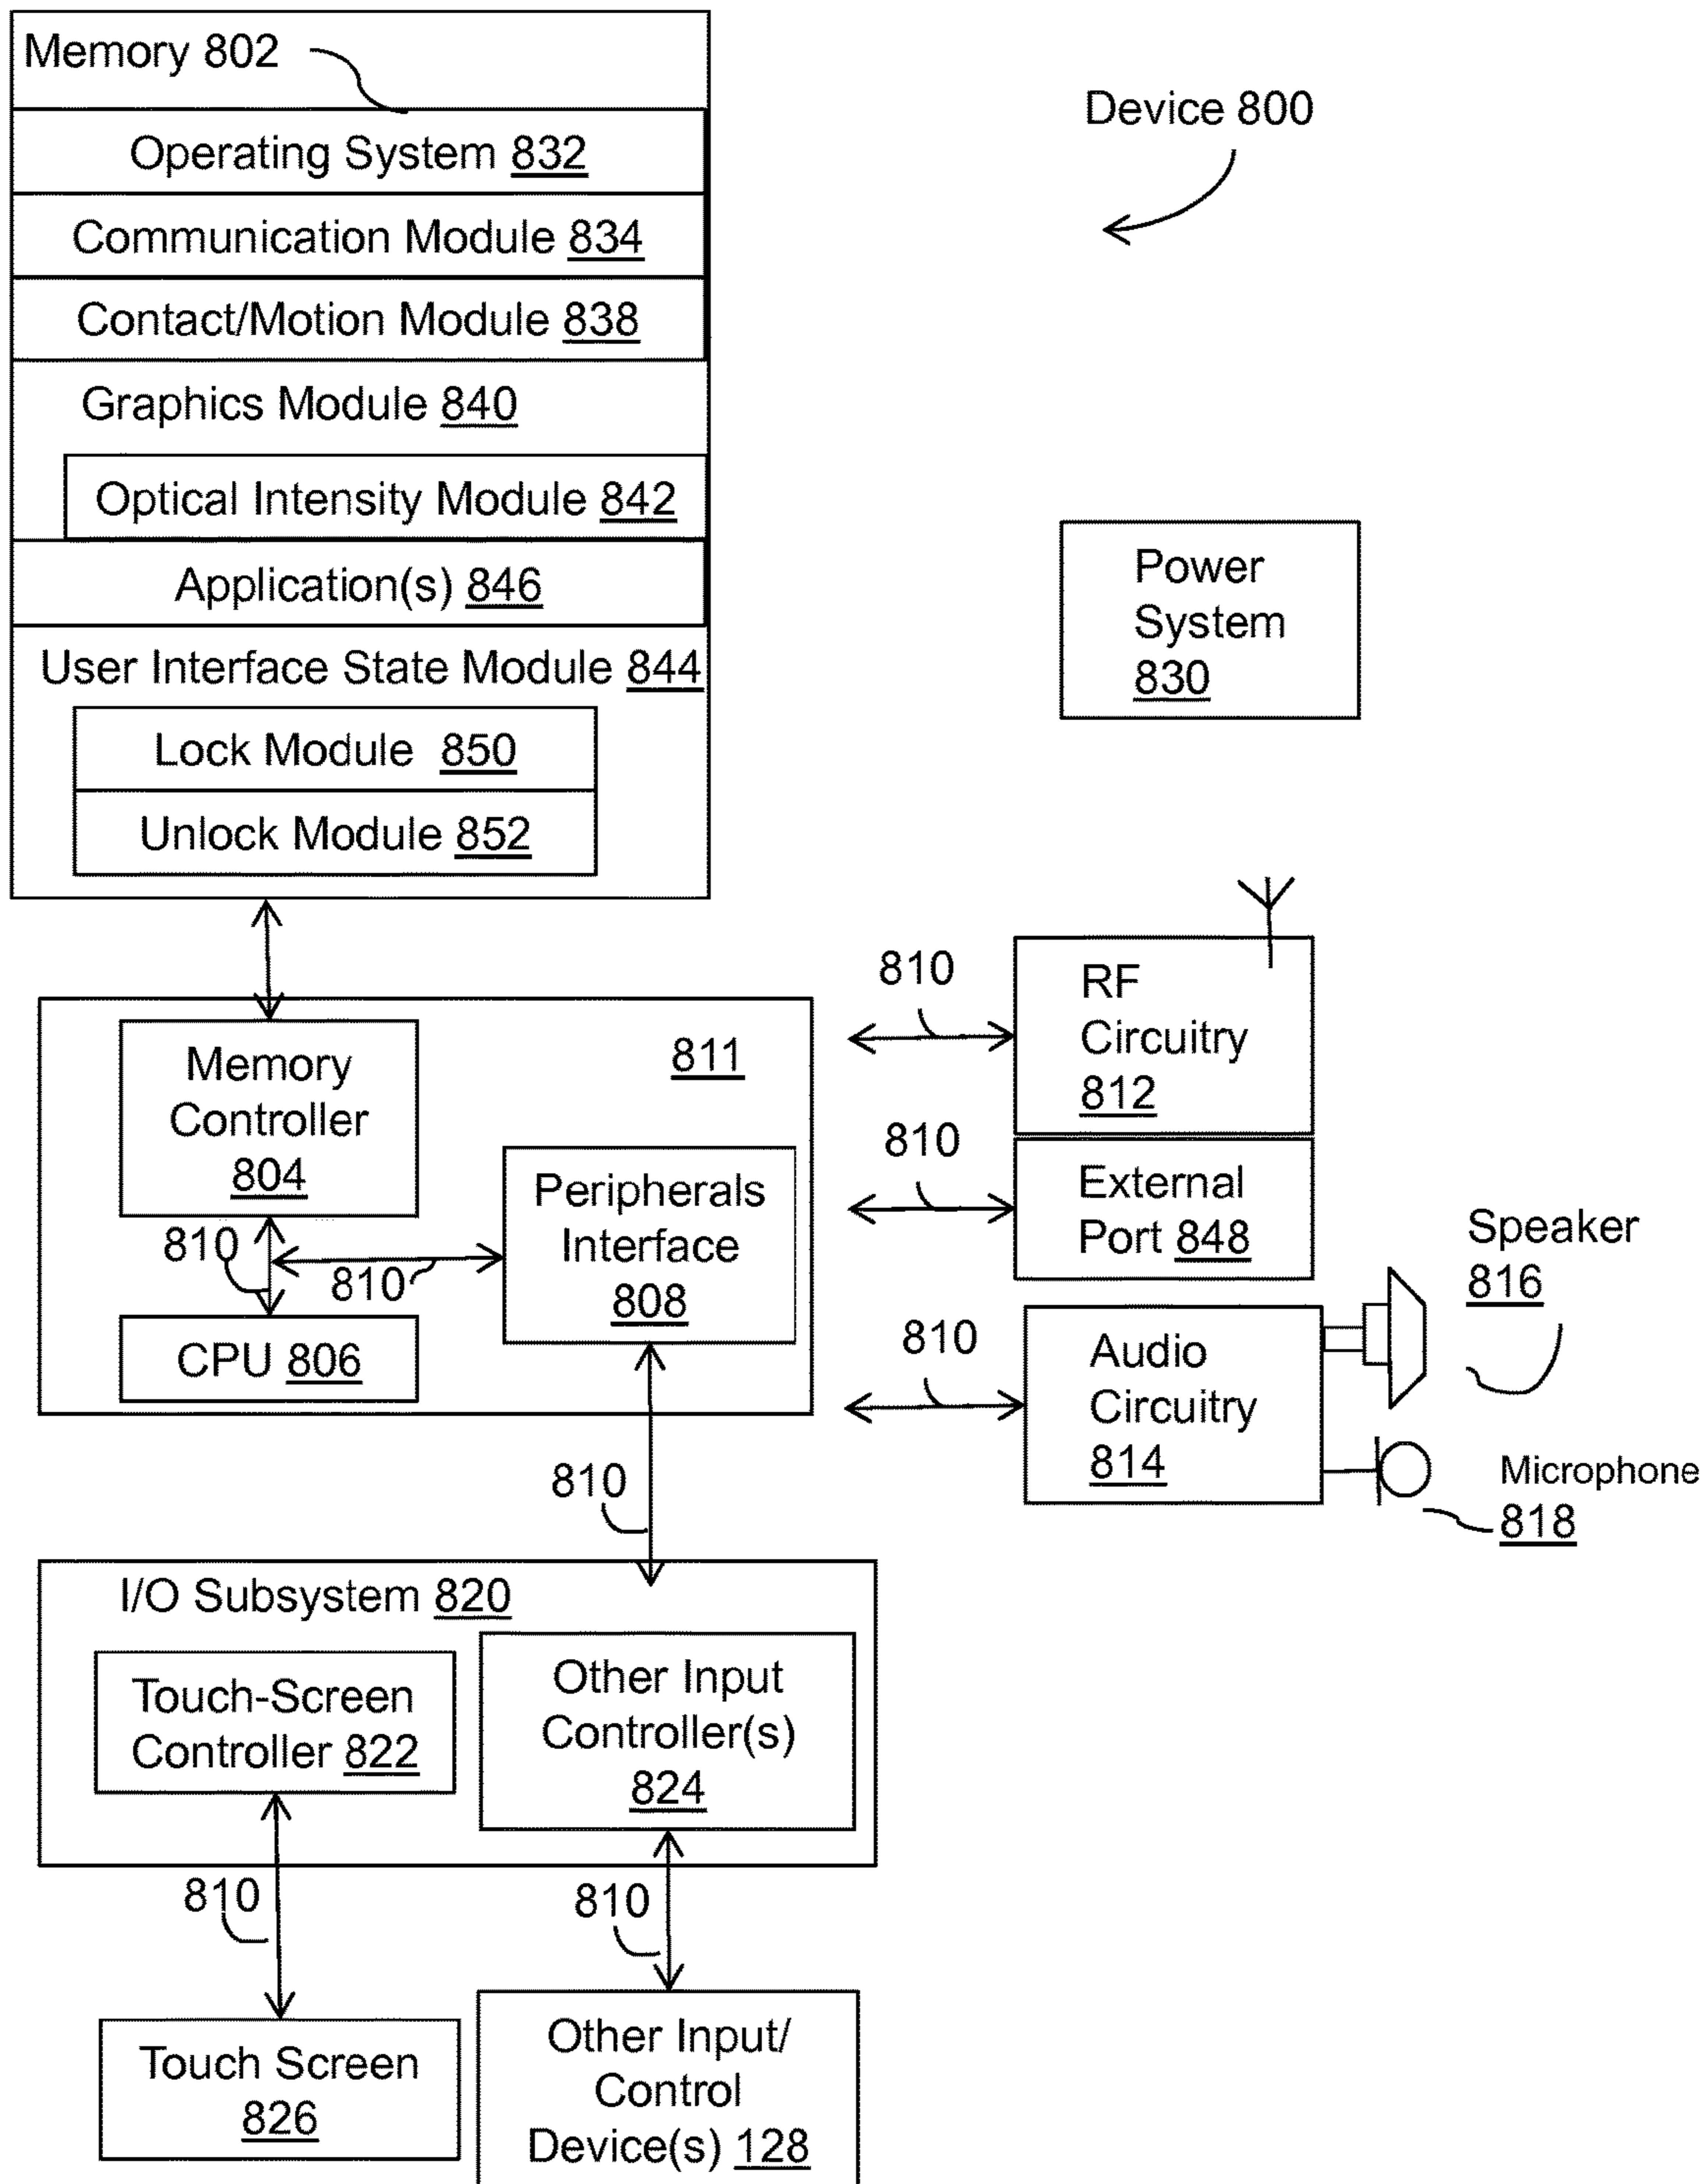 Memory 802
Operating System 832
Communication Module 834
Contact/Motion Module 838
Graphics Module 840
Optical Intensity Module 842
Application(s) 846
User Interface State Module 844
Lock Module 850
Unlock Module 852
Device 800
Power
System
830
811
Memory
Controller
804
810
810
CPU 806
Peripherals
Interface
808
810
RF
Circuitry
812
810
External
Port 848
810
Audio
Circuitry
814
Speaker
816
Microphone
818
810
I/O Subsystem 820
Touch-Screen
Controller 822
Other Input
Controller(s)
824
810
810
Touch Screen
826
Other Input/
Control
Device(s) 128